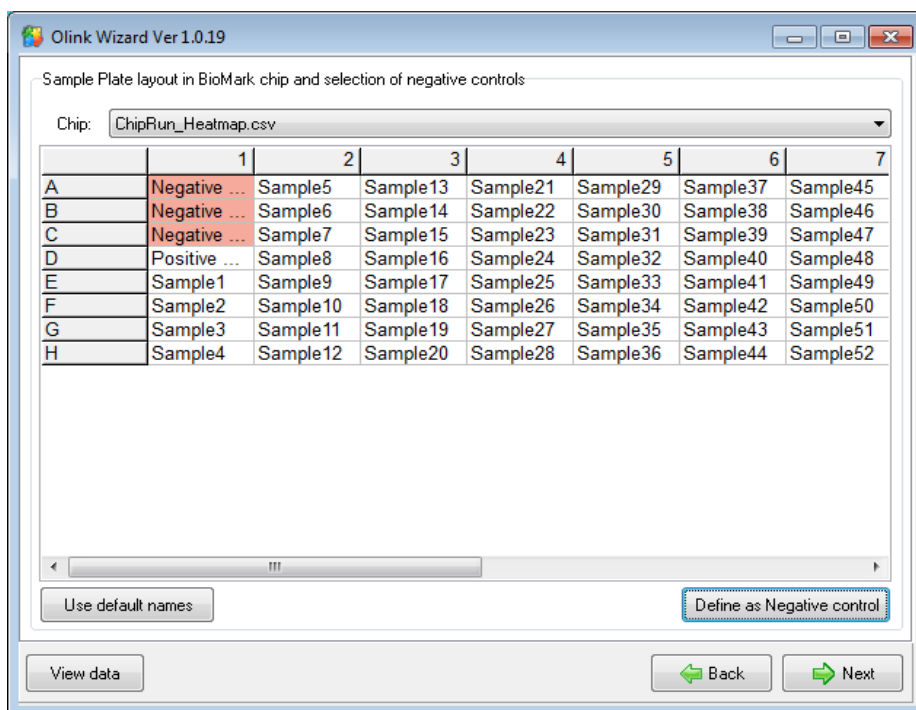 Olink Wizard Ver 1.0.19
Sample Plate layout in BioMark chip and selection of negative controls
Chip: ChipRun_Heatmap.csv
1 2 3 4 5 6 7
A Negative ... Sample5 Sample13 Sample21 Sample29 Sample37 Sample45
B Negative ... Sample6 Sample14 Sample22 Sample30 Sample38 Sample46
C Negative ... Sample7 Sample15 Sample23 Sample31 Sample39 Sample47
D Positive ... Sample8 Sample16 Sample24 Sample32 Sample40 Sample48
E Sample1 Sample9 Sample17 Sample25 Sample33 Sample41 Sample49
F Sample2 Sample10 Sample18 Sample26 Sample34 Sample42 Sample50
G Sample3 Sample11 Sample19 Sample27 Sample35 Sample43 Sample51
H Sample4 Sample12 Sample20 Sample28 Sample36 Sample44 Sample52
Use default names Define as Negative control
View data Back Next